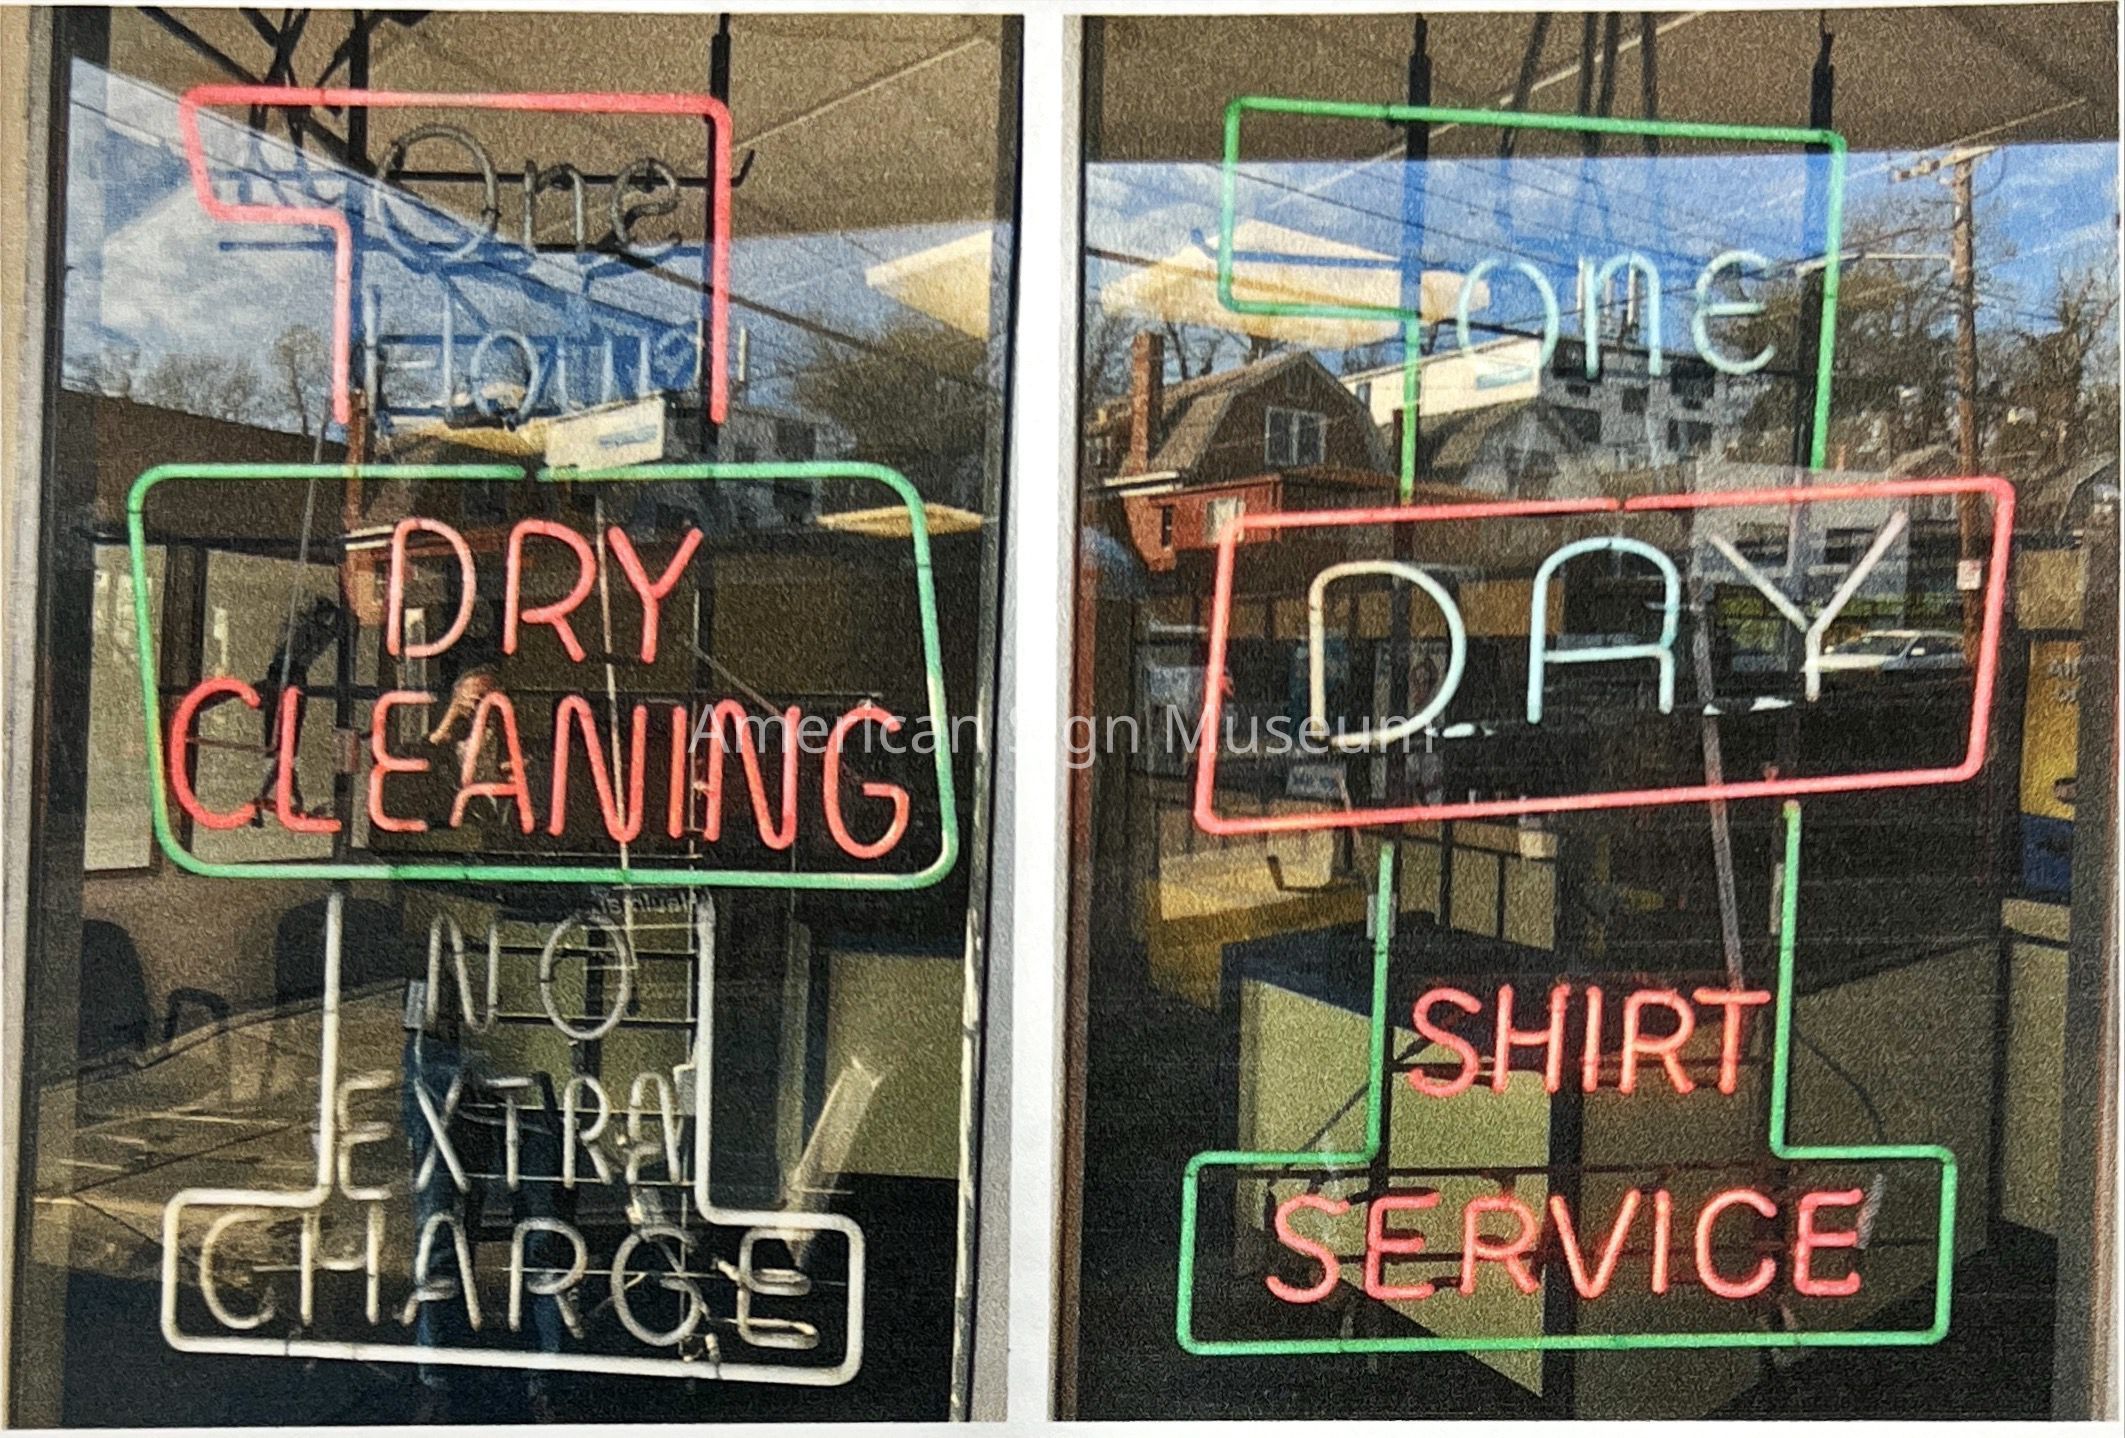 One
Hour
DRY
CLEANING
NO
EXTRA
CHARGE
one
DAY
SHIRT
SERVICE
American Sign Museum